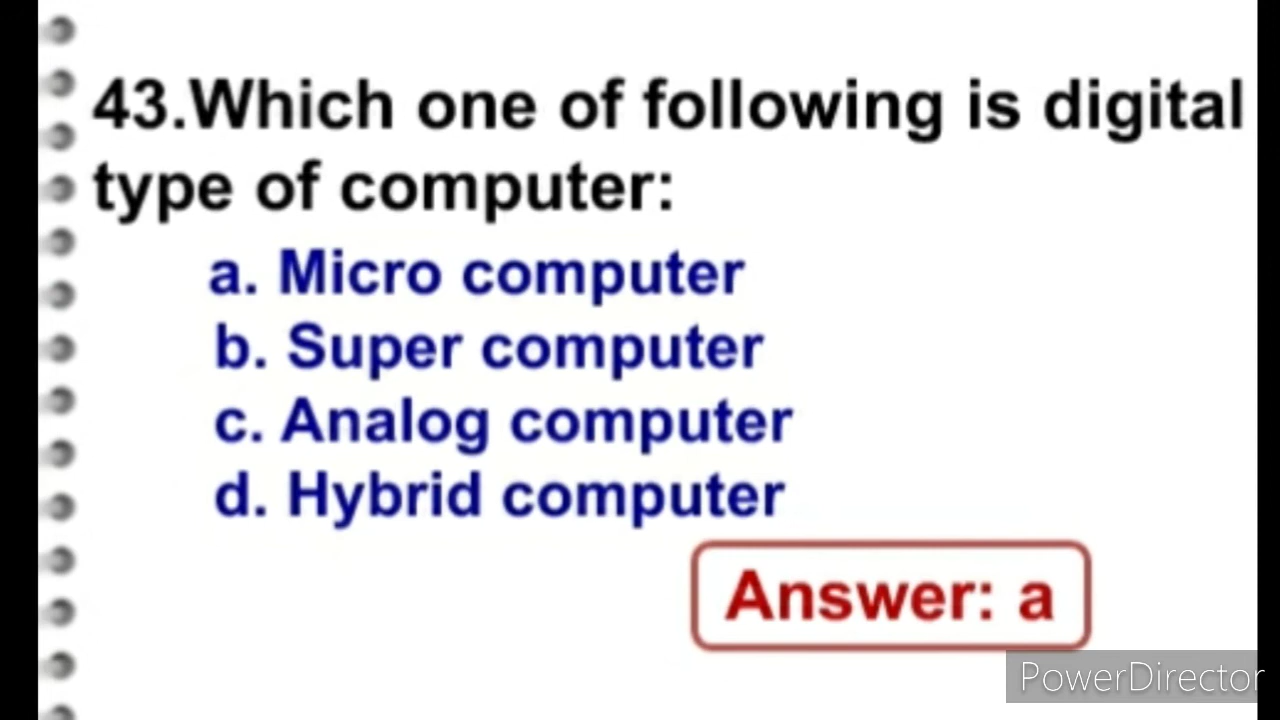 43.Which one of following is digital
type of computer:
a. Micro computer
b. Super computer
c. Analog computer
d. Hybrid computer
Answer: a
PowerDirector